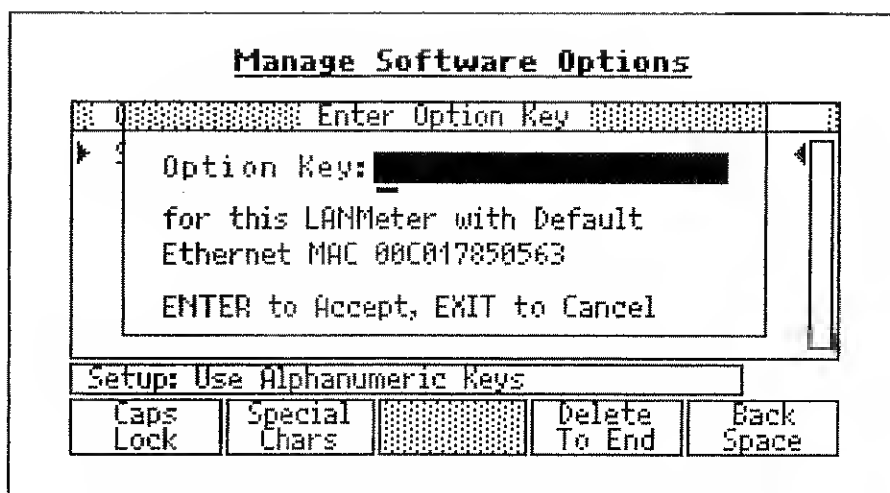 Manage Software Options
Enter Option Key
Option Key:
for this LANMeter with Default
Ethernet MAC 00C017850563
ENTER to Accept, EXIT to Cancel
Setup: Use Alphanumeric Keys
Caps Lock
Special Chars
Delete To End
Back Space